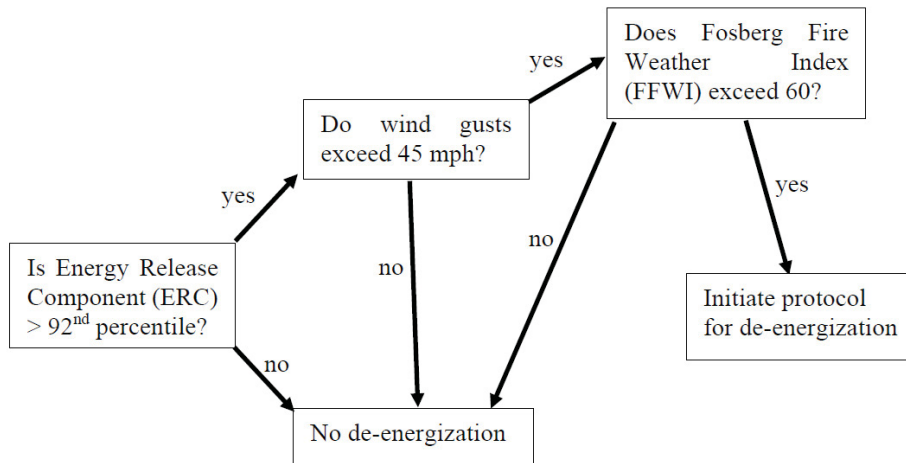 Does Fosberg Fire
Weather Index
(FFWI) exceed 60?
yes
Do wind gusts
exceed 45 mph?
yes
yes
no
no
Is Energy Release
Component (ERC)
> 92nd percentile?
Initiate protocol
for de-energization
no
No de-energization